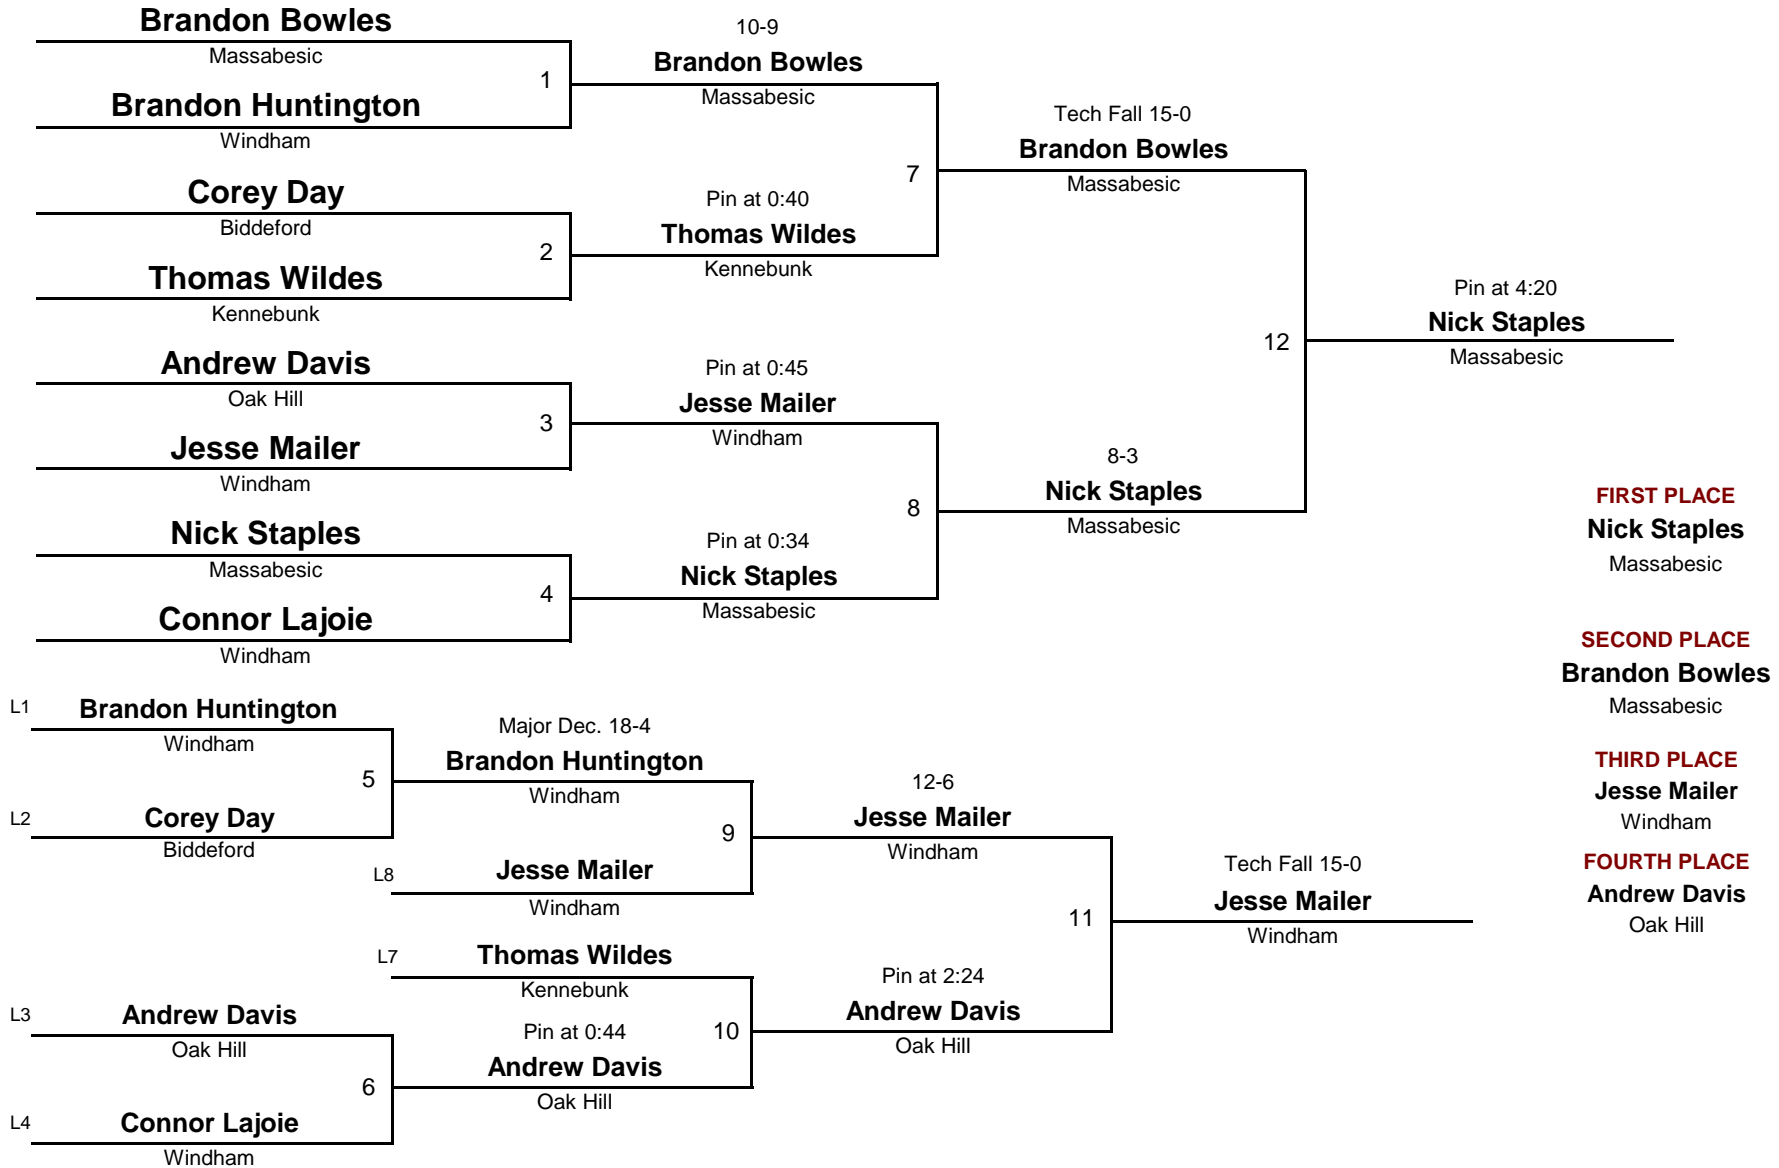 Brandon Bowles
Massabesic
1
Brandon Huntington
Windham
Corey Day
Biddeford
2
Thomas Wildes
Kennebunk
Andrew Davis
Oak Hill
3
Jesse Mailer
Windham
Nick Staples
Massabesic
4
Connor Lajoie
Windham
10-9
Brandon Bowles
Massabesic
7
Pin at 0:40
Thomas Wildes
Kennebunk
Pin at 0:45
Jesse Mailer
Windham
8
Pin at 0:34
Nick Staples
Massabesic
Tech Fall 15-0
Brandon Bowles
Massabesic
12
8-3
Nick Staples
Massabesic
Pin at 4:20
Nick Staples
Massabesic
FIRST PLACE
Nick Staples
Massabesic
SECOND PLACE
Brandon Bowles
Massabesic
THIRD PLACE
Jesse Mailer
Windham
FOURTH PLACE
Andrew Davis
Oak Hill
L1 Brandon Huntington
Windham
5
L2 Corey Day
Biddeford
Major Dec. 18-4
Brandon Huntington
Windham
9
L8 Jesse Mailer
Windham
L7 Thomas Wildes
Kennebunk
10
Pin at 0:44
Andrew Davis
Oak Hill
L3 Andrew Davis
Oak Hill
6
L4 Connor Lajoie
Windham
12-6
Jesse Mailer
Windham
11
Pin at 2:24
Andrew Davis
Oak Hill
Tech Fall 15-0
Jesse Mailer
Windham